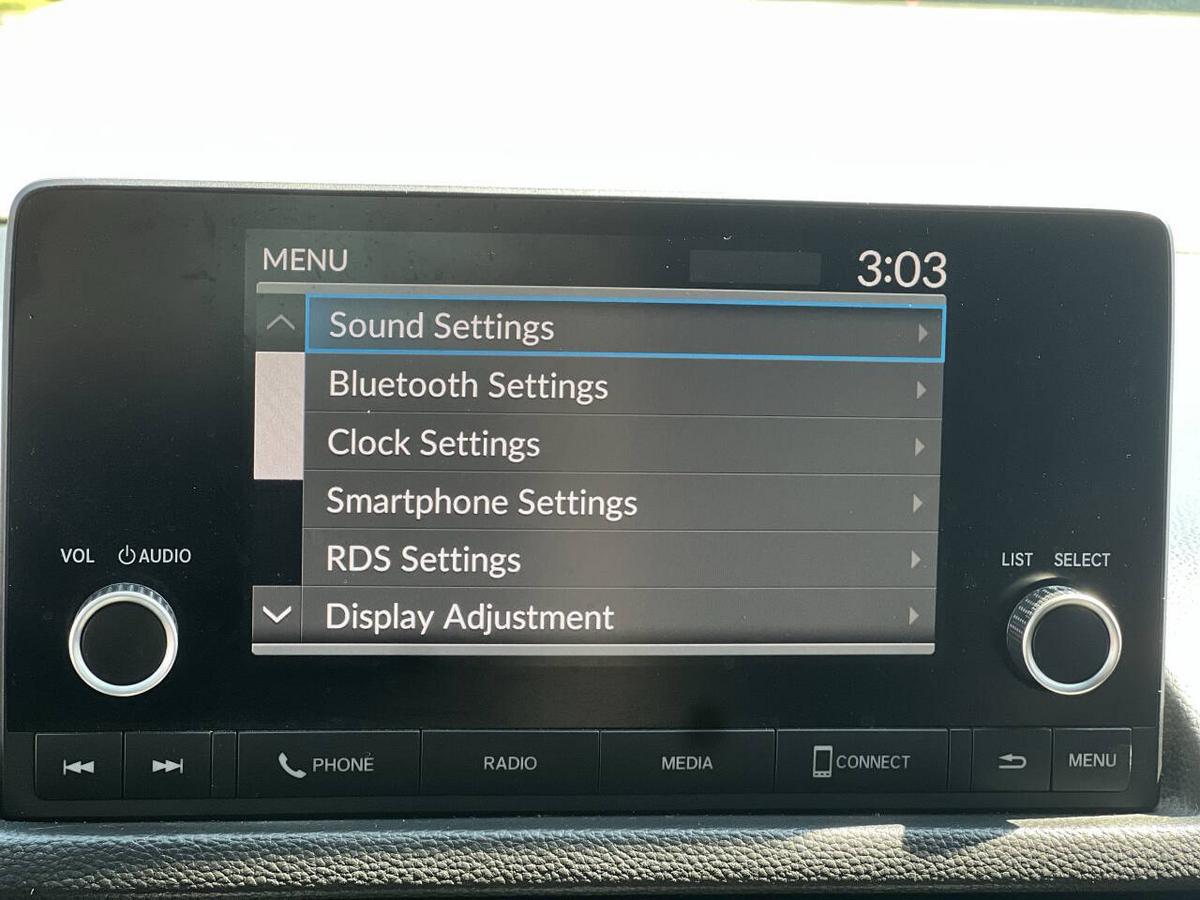 MENU 3:03
Sound Settings
Bluetooth Settings
Clock Settings
Smartphone Settings
RDS Settings
Display Adjustment
VOL AUDIO
LIST SELECT
PHONE RADIO MEDIA CONNECT MENU